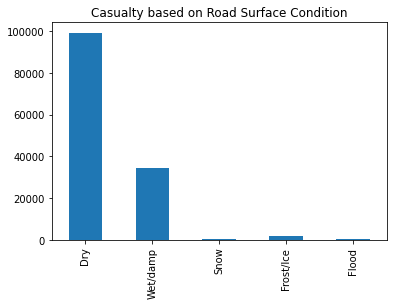 Casualty based on Road Surface Condition
100000
80000
60000
40000
20000
0
Dry
Wet/damp
Snow
Frost/Ice
Flood